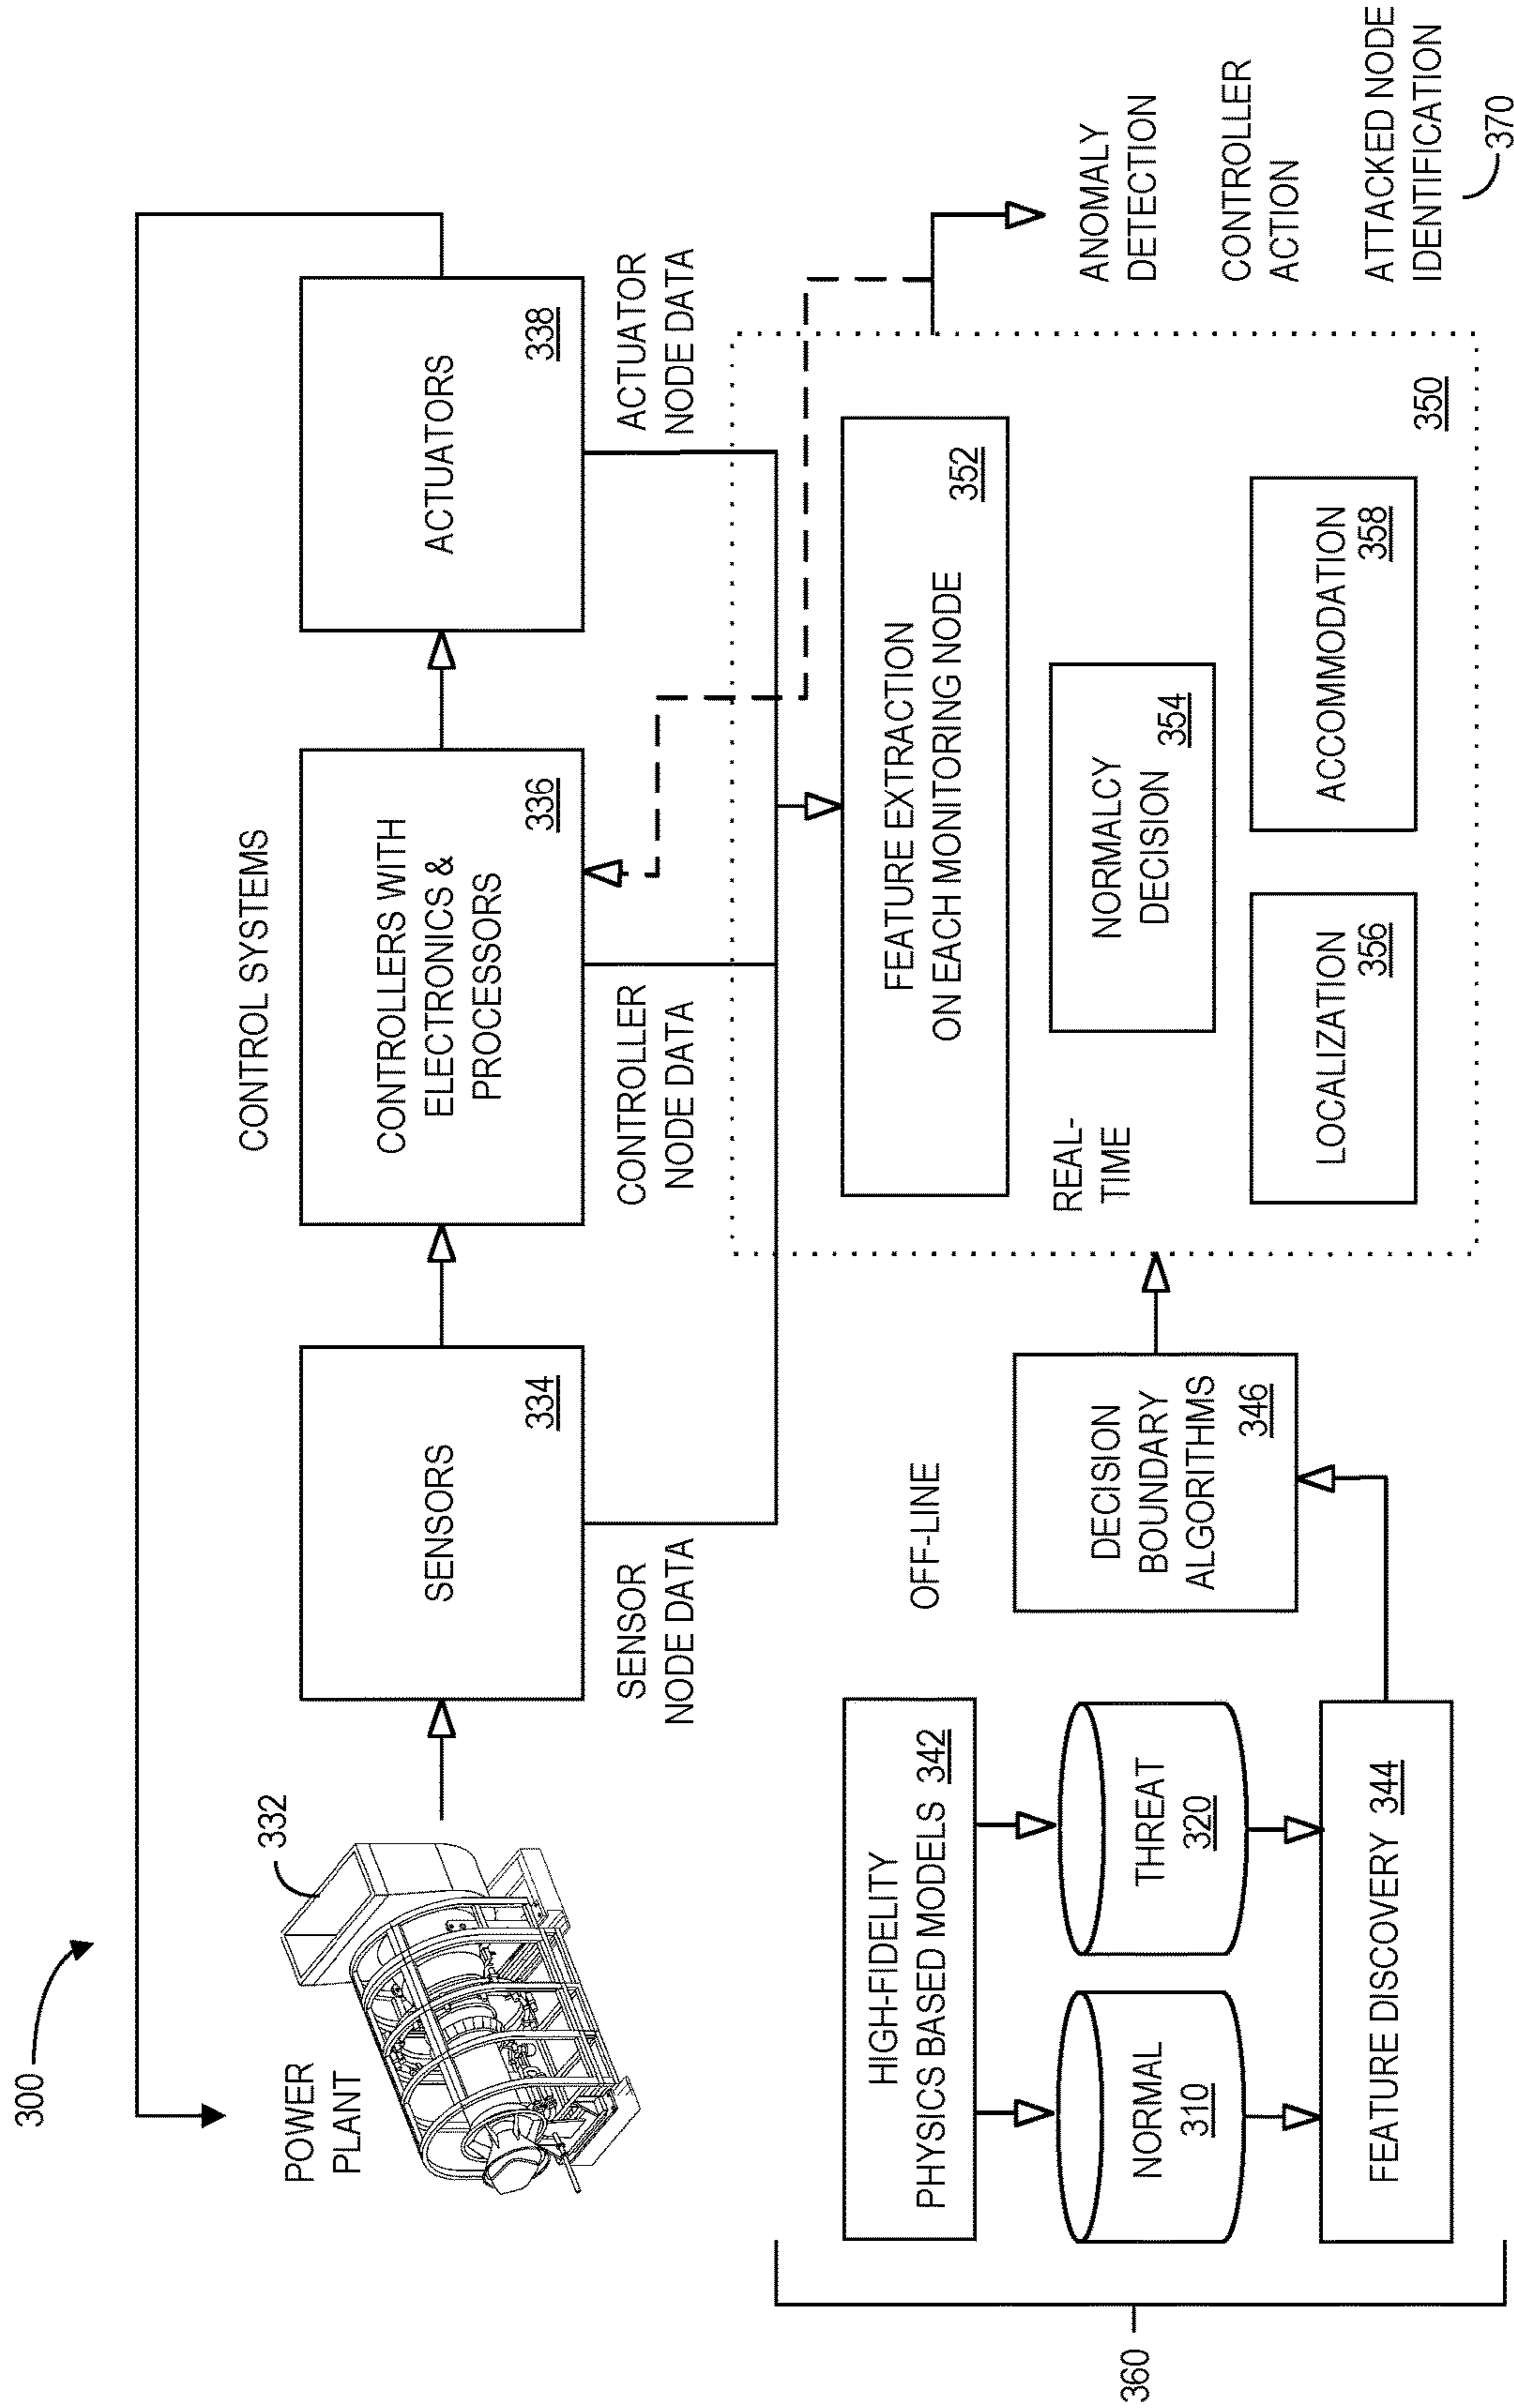 300
POWER
PLANT
332
CONTROL SYSTEMS
SENSORS
334
CONTROLLERS WITH
ELECTRONICS &
PROCESSORS
336
ACTUATORS
338
SENSOR
NODE DATA
CONTROLLER
NODE DATA
ACTUATOR
NODE DATA
360
HIGH-FIDELITY
PHYSICS BASED MODELS 342
NORMAL
310
THREAT
320
FEATURE DISCOVERY 344
OFF-LINE
DECISION
BOUNDARY
ALGORITHMS
346
REAL-
TIME
FEATURE EXTRACTION
ON EACH MONITORING NODE
352
NORMALCY
DECISION 354
LOCALIZATION
356
ACCOMMODATION
358
350
ANOMALY
DETECTION
CONTROLLER
ACTION
ATTACKED NODE
IDENTIFICATION
370